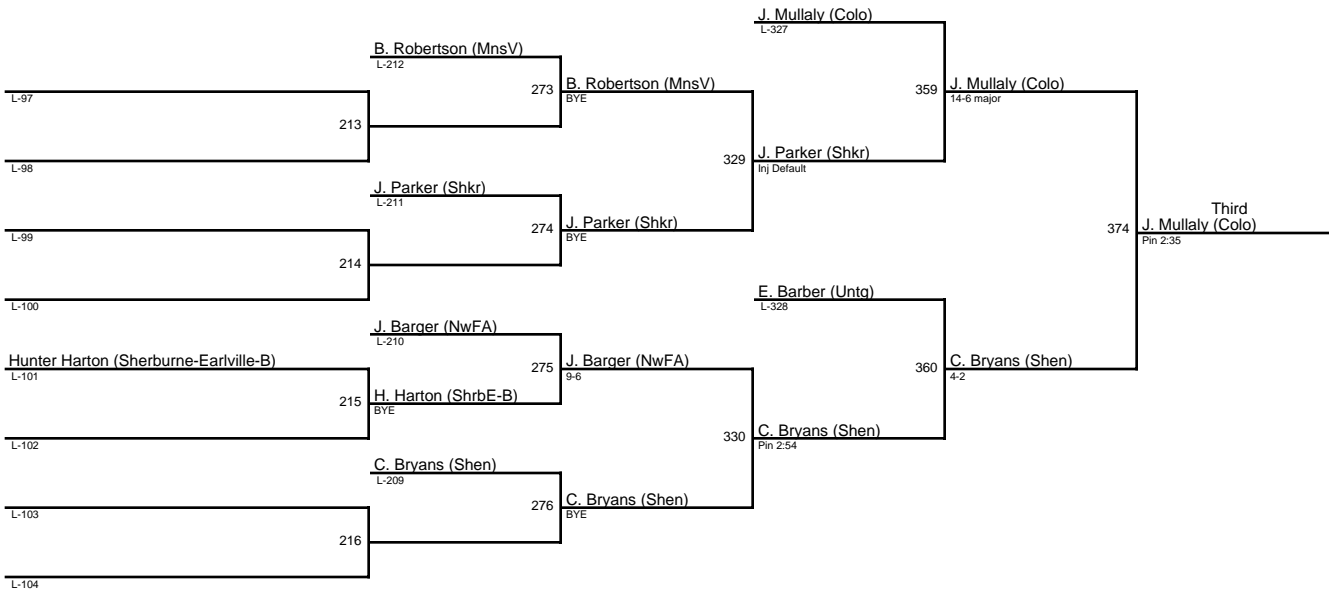 J. Mullaly (Colo)
L-327
B. Robertson (MnsV)
L-212
273
B. Robertson (MnsV)
BYE
359
J. Mullaly (Colo)
14-6 major
L-97
213
L-98
329
J. Parker (Shkr)
Inj Default
J. Parker (Shkr)
L-211
274
J. Parker (Shkr)
BYE
L-99
214
L-100
Third
374
J. Mullaly (Colo)
Pin 2:35
E. Barber (Untg)
L-328
J. Barger (NwFA)
L-210
Hunter Harton (Sherburne-Earlville-B)
L-101
275
J. Barger (NwFA)
9-6
360
C. Bryans (Shen)
4-2
215
H. Harton (ShrbE-B)
BYE
L-102
330
C. Bryans (Shen)
Pin 2:54
C. Bryans (Shen)
L-209
276
C. Bryans (Shen)
BYE
L-103
216
L-104